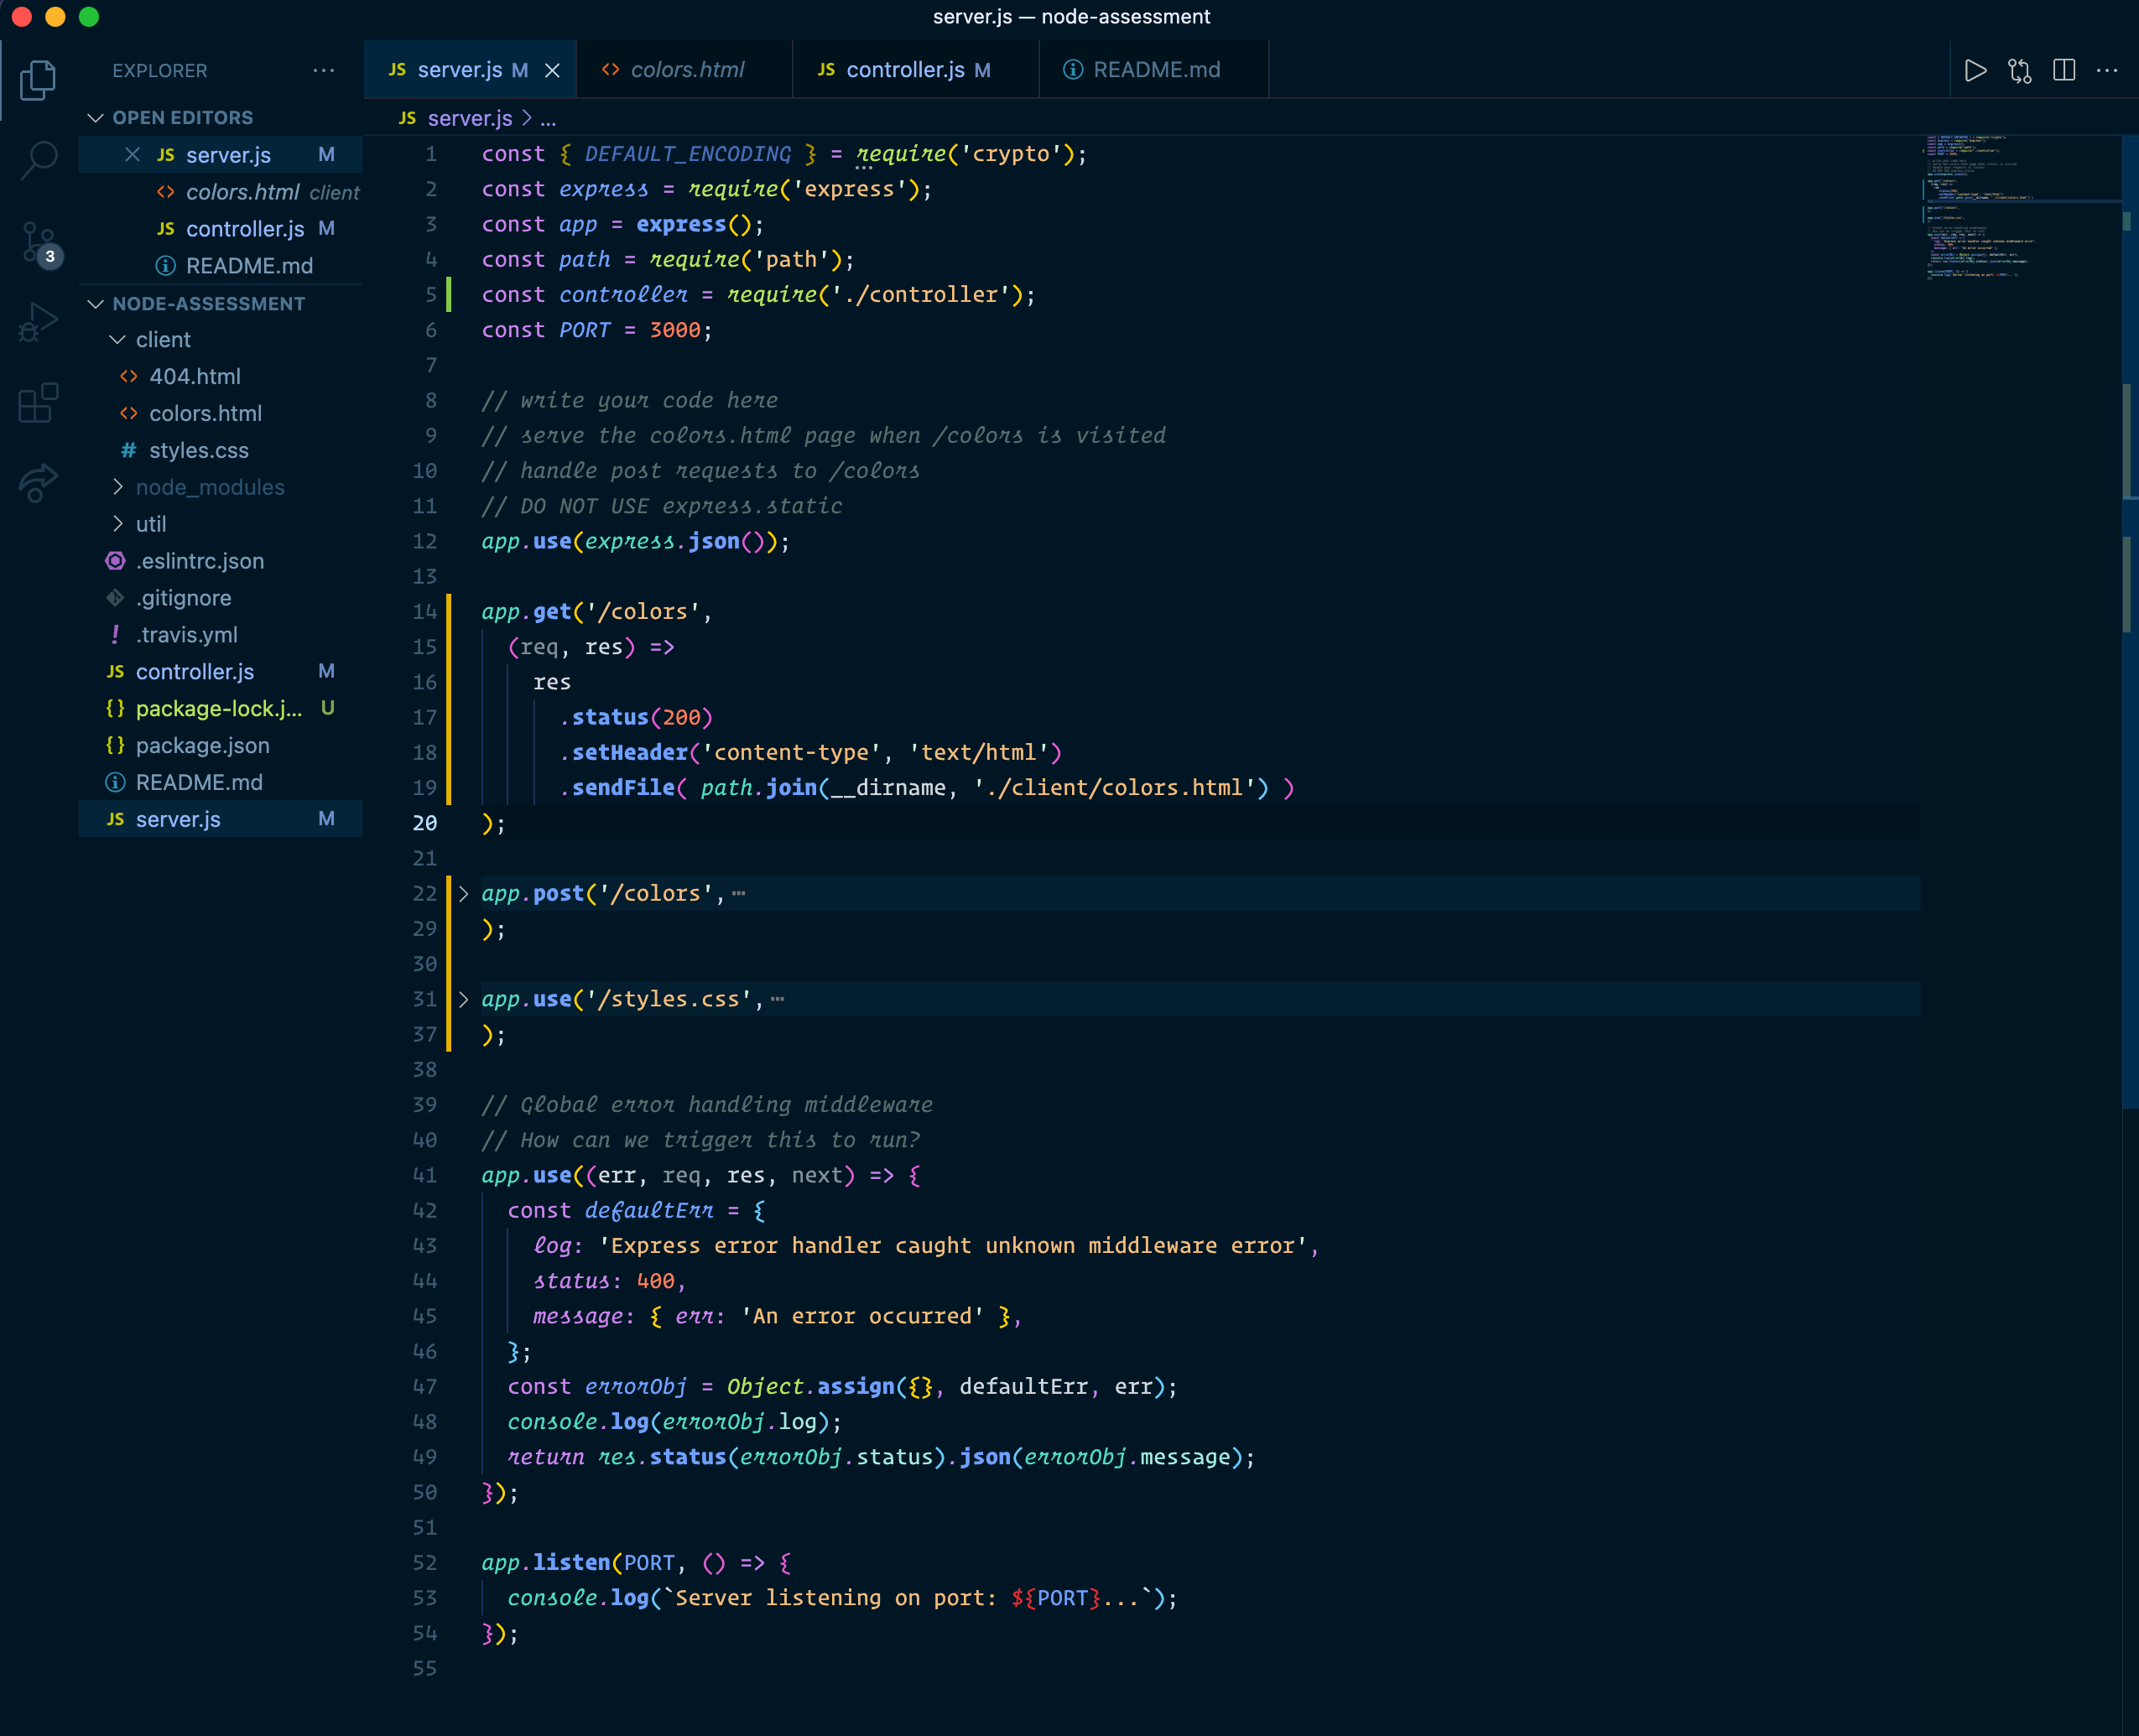 server.js — node-assessment
EXPLORER
OPEN EDITORS
JS server.js M
colors.html client
JS controller.js M
README.md
NODE-ASSESSMENT
client
404.html
colors.html
# styles.css
node_modules
util
.eslintrc.json
.gitignore
! .travis.yml
JS controller.js M
{} package-lock.j... U
{} package.json
README.md
JS server.js M
3
JS server.js M
colors.html
JS controller.js M
README.md
JS server.js > ...
1 const { DEFAULT_ENCODING } = require('crypto');
2 const express = require('express');
3 const app = express();
4 const path = require('path');
5 const controller = require('./controller');
6 const PORT = 3000;
7
8 // write your code here
9 // serve the colors.html page when /colors is visited
10 // handle post requests to /colors
11 // DO NOT USE express.static
12 app.use(express.json());
13
14 app.get('/colors',
15 (req, res) =>
16 res
17 .status(200)
18 .setHeader('content-type', 'text/html')
19 .sendFile( path.join(__dirname, './client/colors.html') )
20 );
21
22 app.post('/colors',…
29 );
30
31 app.use('/styles.css',…
37 );
38
39 // Global error handling middleware
40 // How can we trigger this to run?
41 app.use((err, req, res, next) => {
42 const defaultErr = {
43 log: 'Express error handler caught unknown middleware error',
44 status: 400,
45 message: { err: 'An error occurred' },
46 };
47 const errorObj = Object.assign({}, defaultErr, err);
48 console.log(errorObj.log);
49 return res.status(errorObj.status).json(errorObj.message);
50 });
51
52 app.listen(PORT, () => {
53 console.log(`Server listening on port: ${PORT}...`);
54 });
55